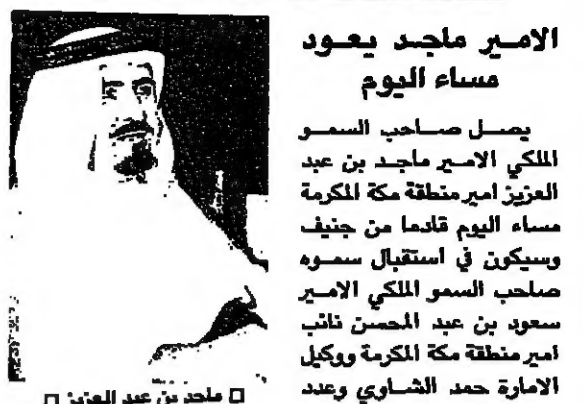 الامير ماجد يعود
مساء اليوم
يصل صاحب السمو
الملكي الامير ماجد بن عبد
العزيز امير منطقة مكة المكرمة
مساء اليوم قادما من جنيف
وسيكون في استقبال سموه
صاحب السمو الملكي الامير
سعود بن عبد المحسن نائب
امير منطقة مكة المكرمة ووكيل
الامارة حمد الشاوي وعدد
□ ماجد بن عبد العزيز □